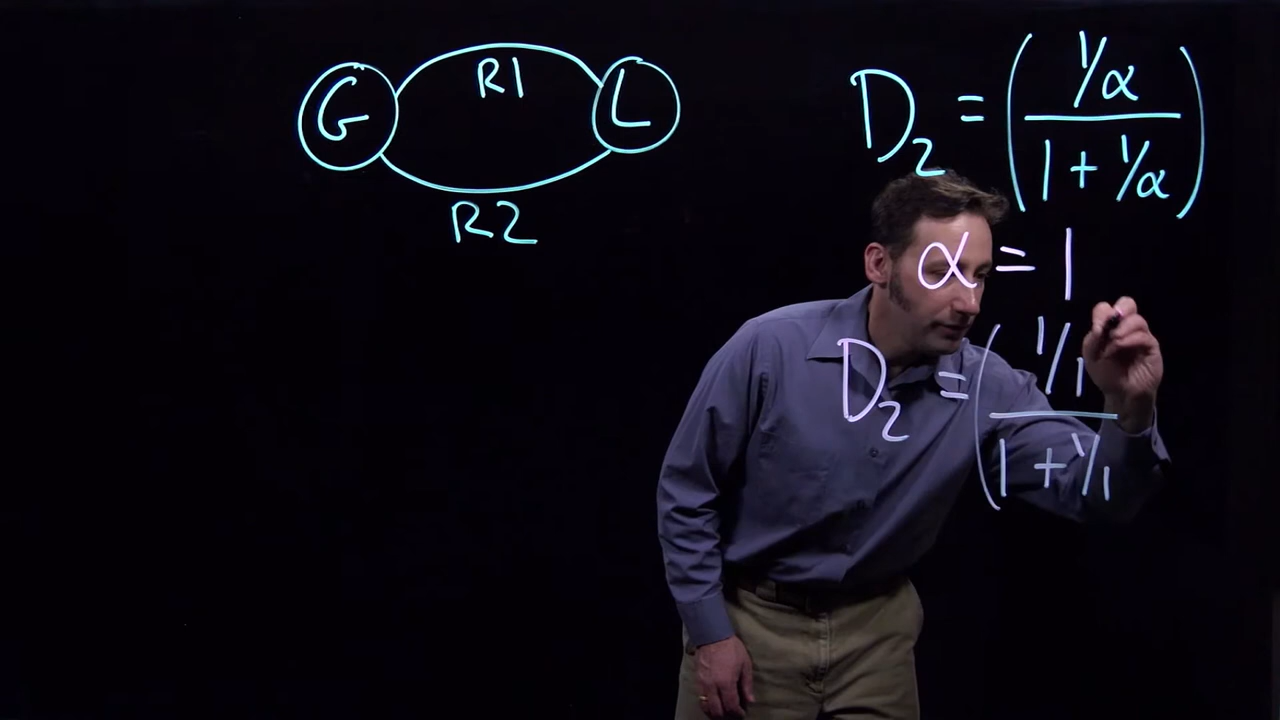 G R1 L
R2
D₂ = ( 1/α / 1 + 1/α )
α = 1
D₂ = ( 1/1 / 1 + 1/1